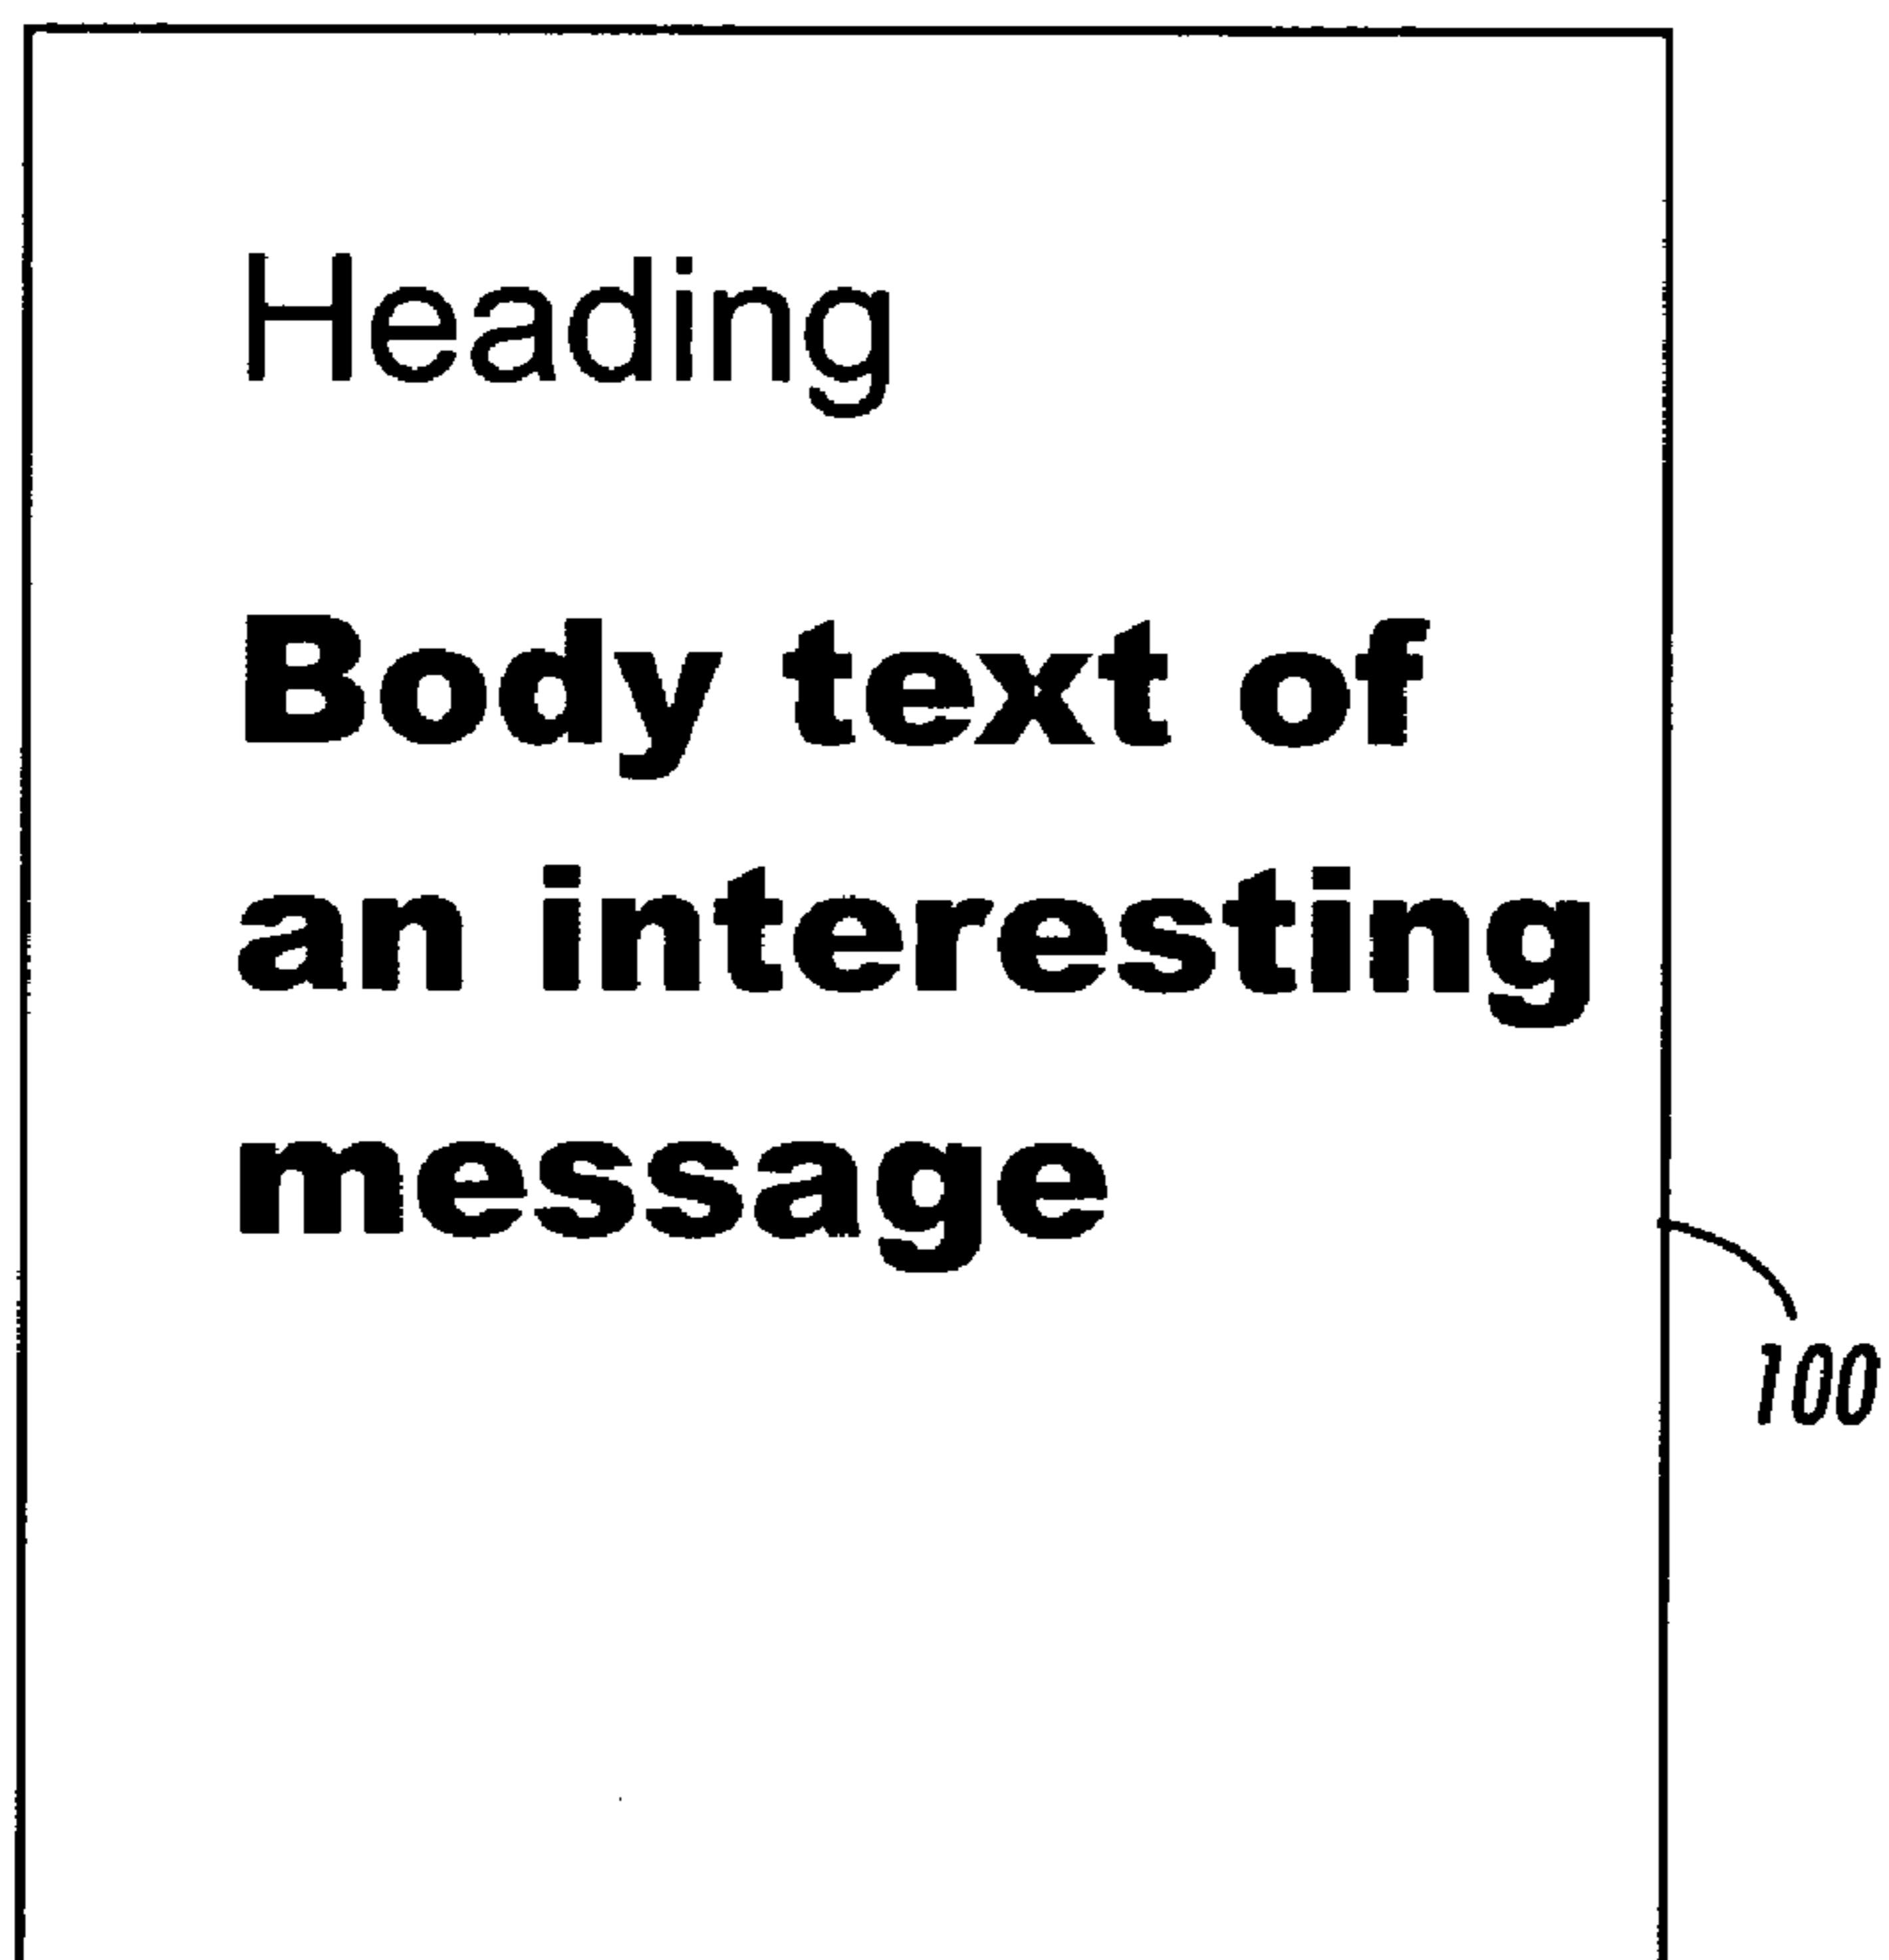 Heading
Body text of
an interesting
message
100